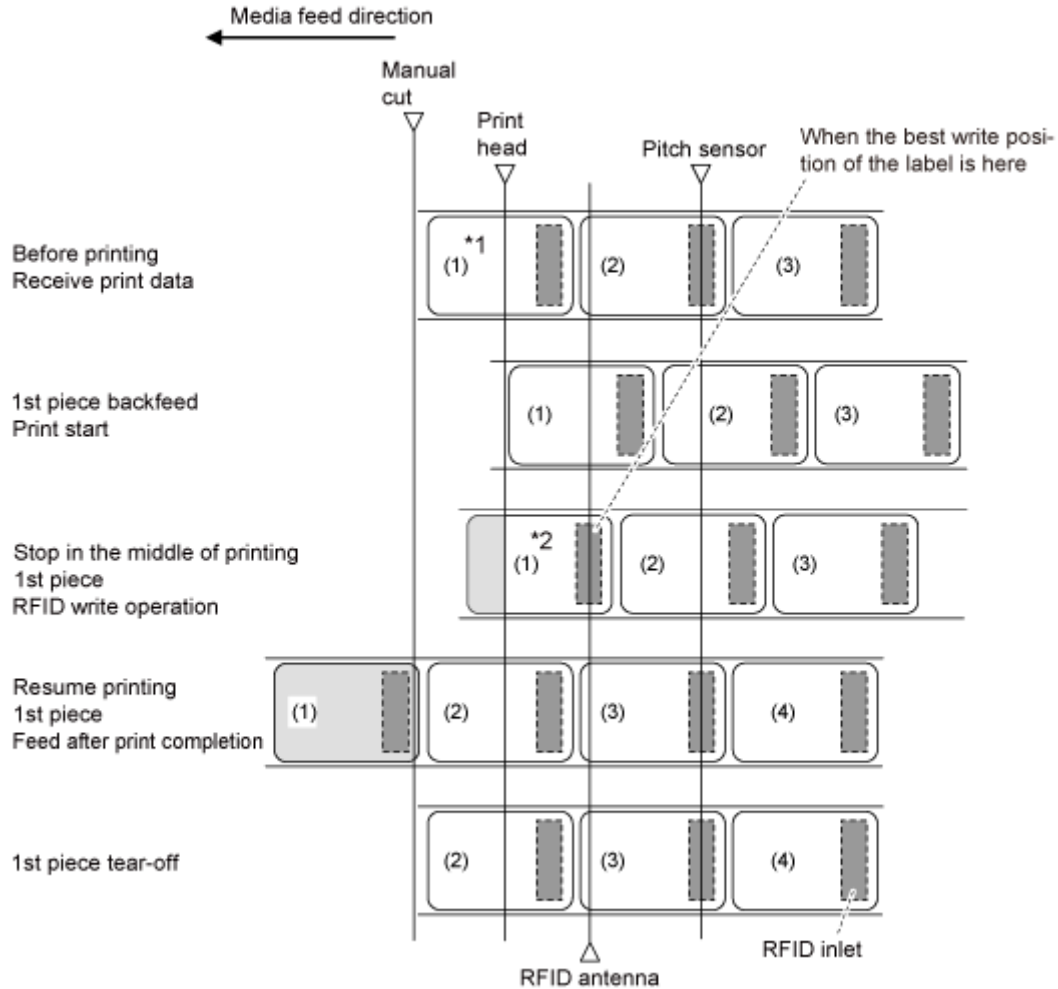 Media feed direction
Manual
cut
Print
head
Pitch sensor
When the best write posi-
tion of the label is here
Before printing
Receive print data
(1)
*1
(2)
(3)
1st piece backfeed
Print start
(1)
(2)
(3)
Stop in the middle of printing
1st piece
RFID write operation
(1)
*2
(2)
(3)
Resume printing
1st piece
Feed after print completion
(1)
(2)
(3)
(4)
1st piece tear-off
(2)
(3)
(4)
RFID inlet
RFID antenna